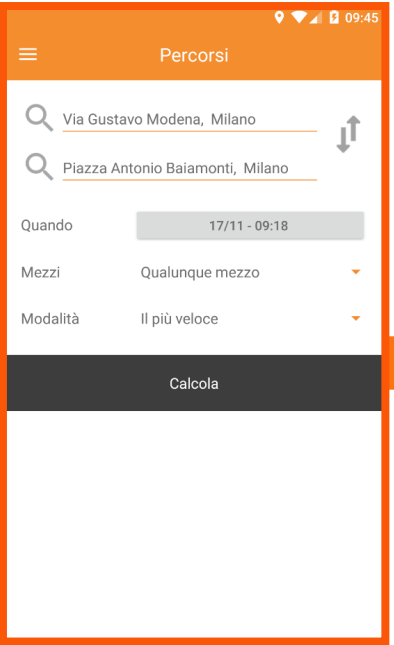 09:45
Percorsi
Via Gustavo Modena, Milano
Piazza Antonio Baiamonti, Milano
Quando 17/11 - 09:18
Mezzi Qualunque mezzo
Modalità Il più veloce
Calcola